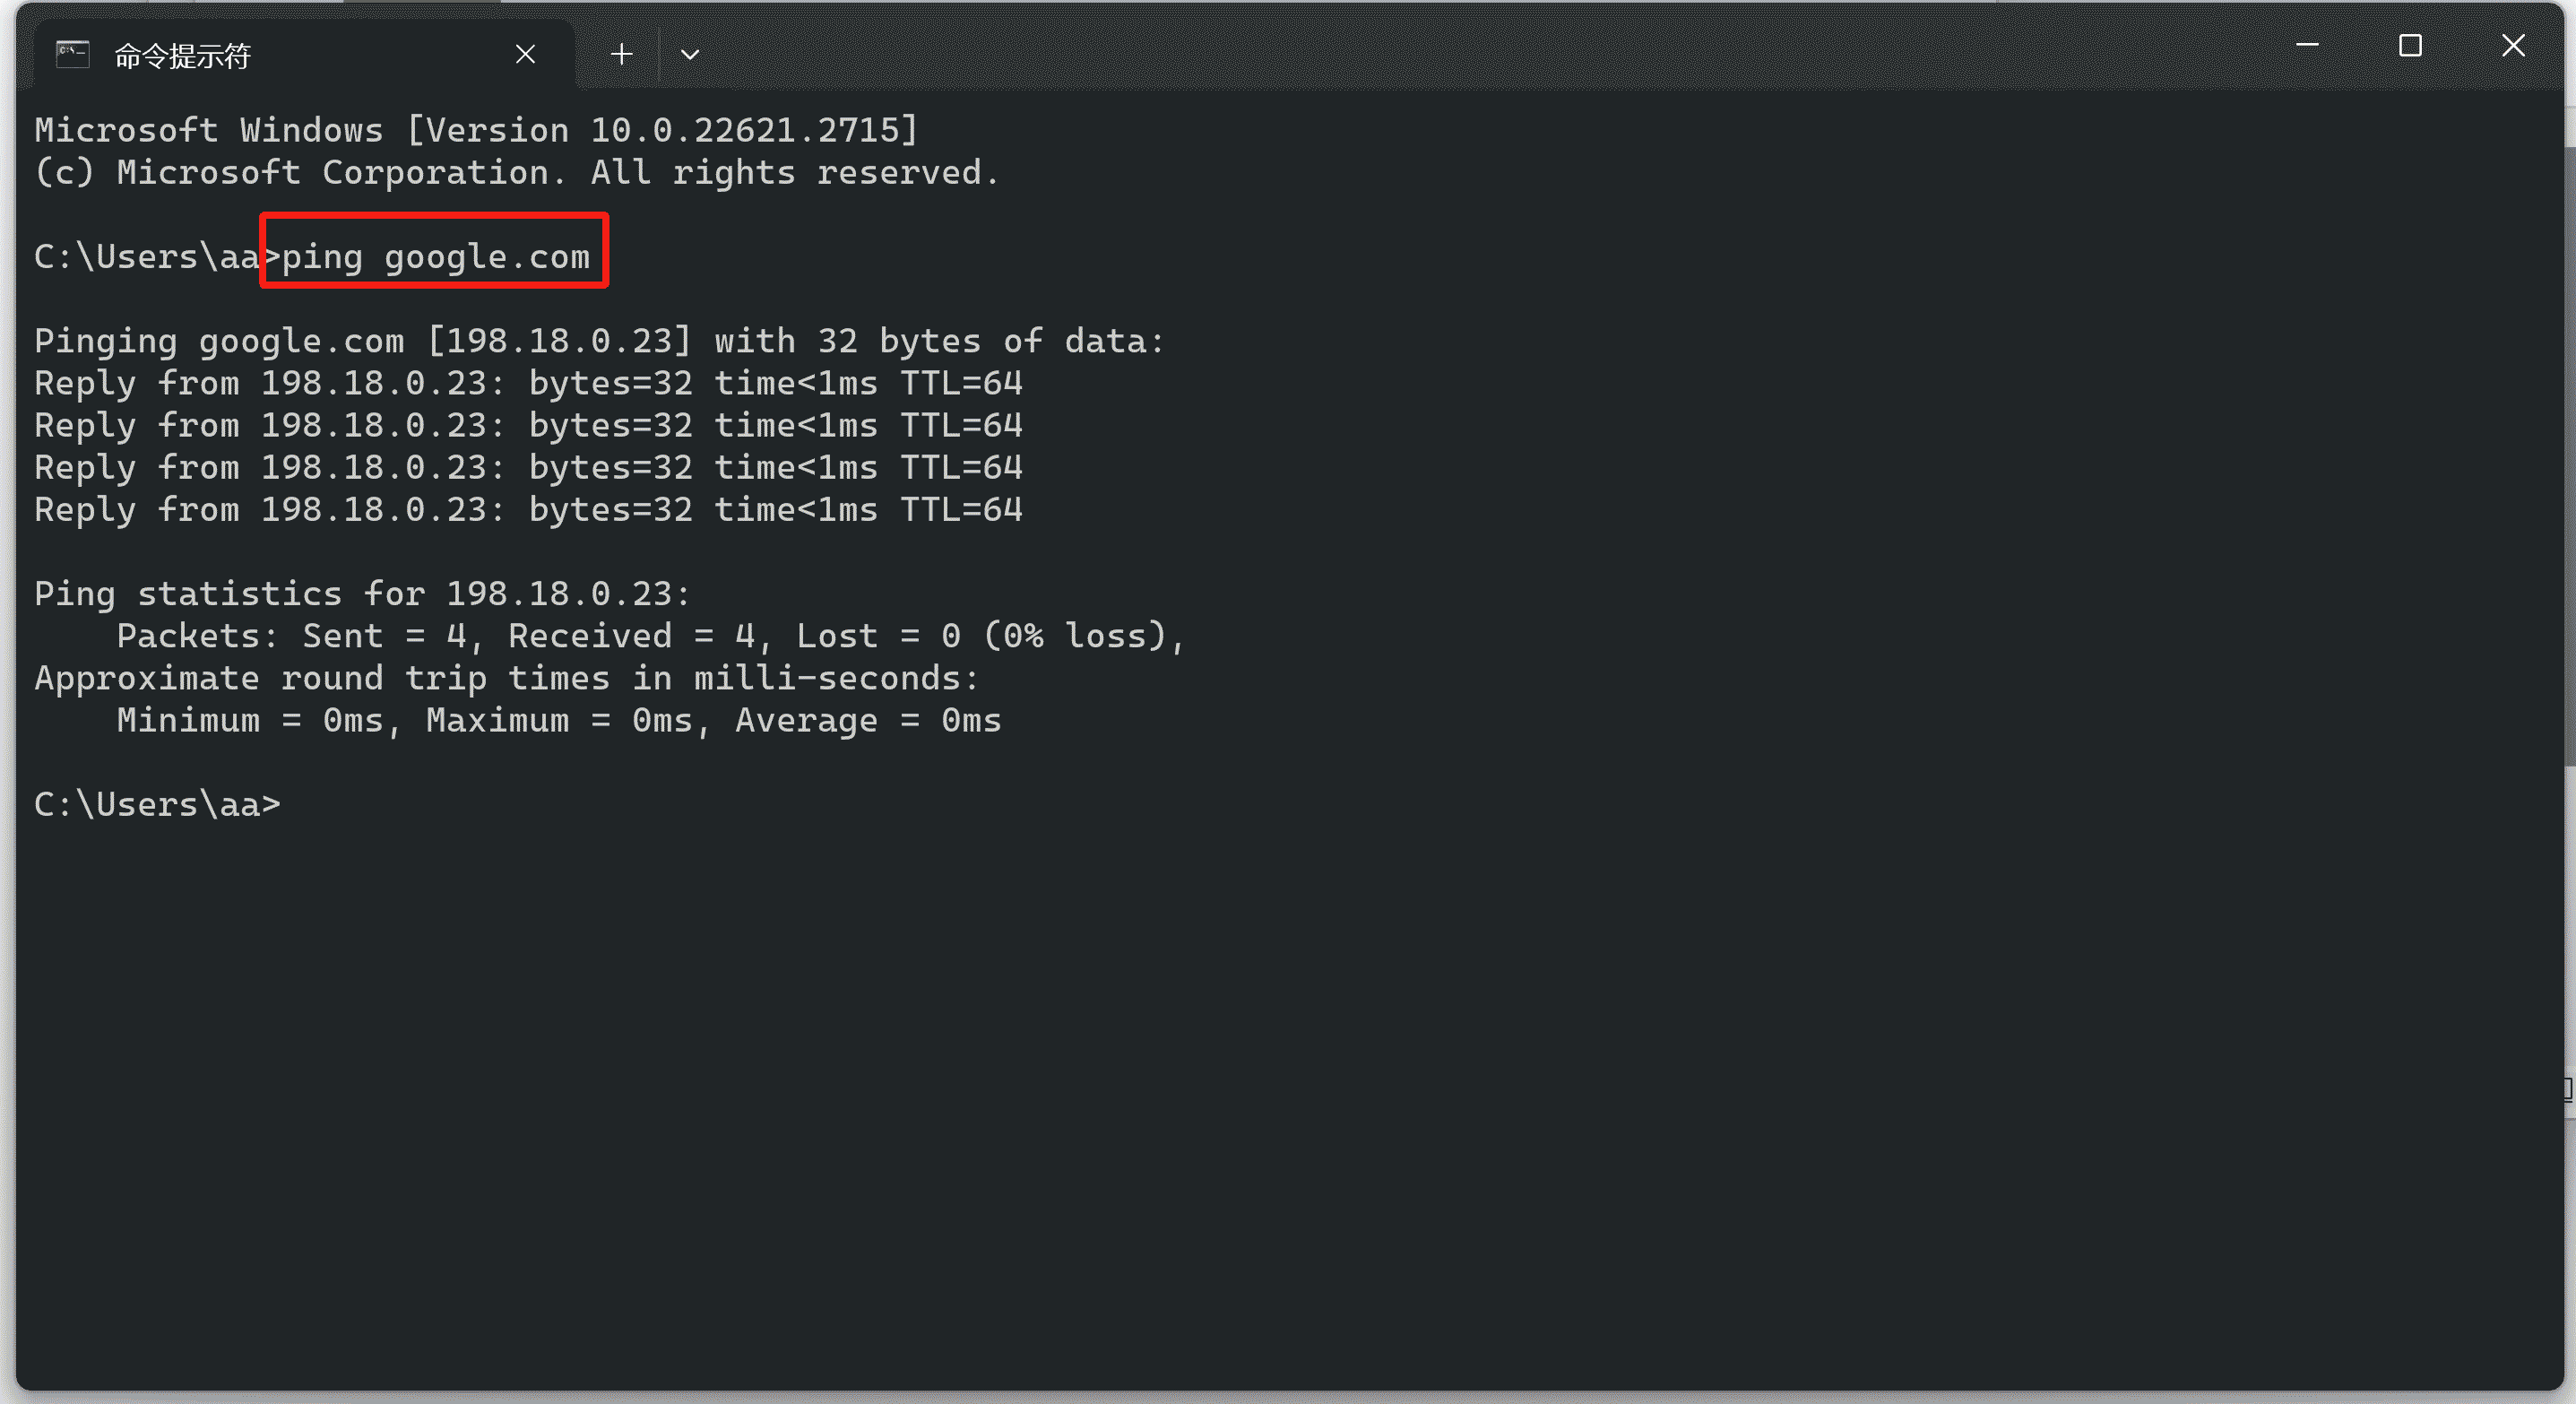 命令提示符
Microsoft Windows [Version 10.0.22621.2715]
(c) Microsoft Corporation. All rights reserved.
C:\Users\aa>ping google.com
Pinging google.com [198.18.0.23] with 32 bytes of data:
Reply from 198.18.0.23: bytes=32 time<1ms TTL=64
Reply from 198.18.0.23: bytes=32 time<1ms TTL=64
Reply from 198.18.0.23: bytes=32 time<1ms TTL=64
Reply from 198.18.0.23: bytes=32 time<1ms TTL=64
Ping statistics for 198.18.0.23:
    Packets: Sent = 4, Received = 4, Lost = 0 (0% loss),
Approximate round trip times in milli-seconds:
    Minimum = 0ms, Maximum = 0ms, Average = 0ms
C:\Users\aa>